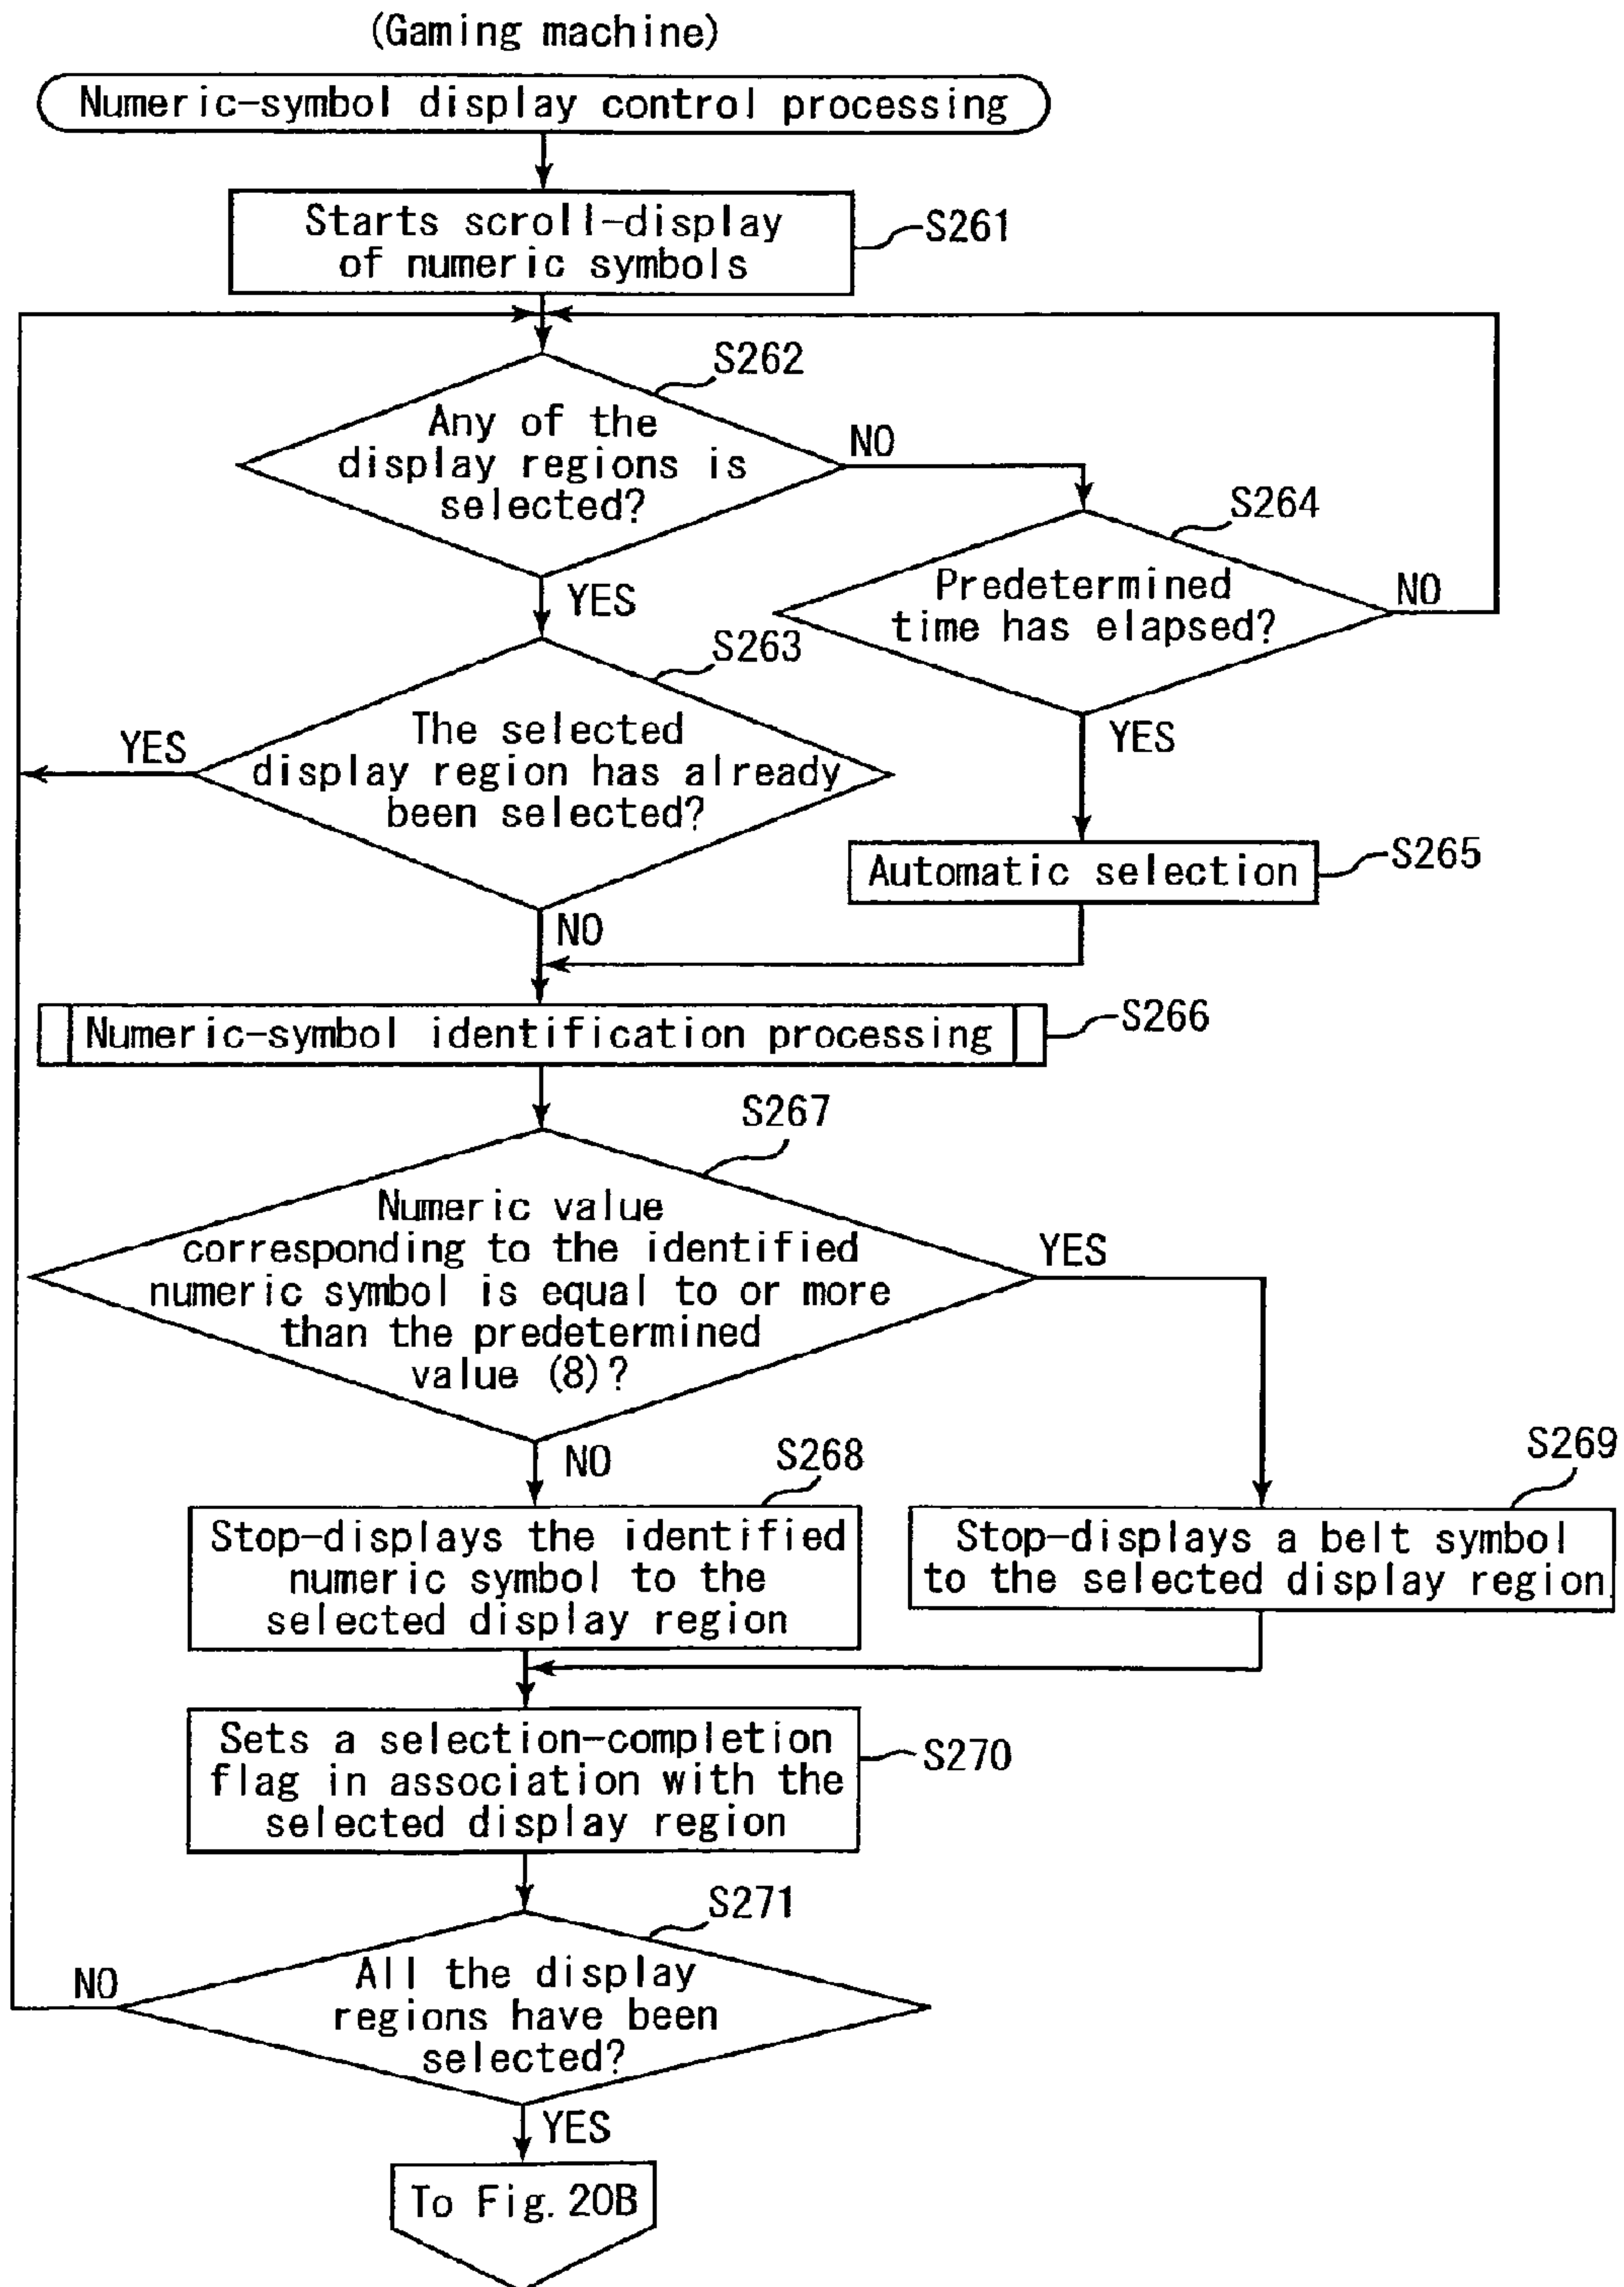 (Gaming machine)
Numeric-symbol display control processing
Starts scroll-display
of numeric symbols
S261
S262
Any of the
display regions is
selected?
NO
YES
S264
Predetermined
time has elapsed?
NO
YES
S263
The selected
display region has already
been selected?
YES
NO
Automatic selection
S265
Numeric-symbol identification processing
S266
S267
Numeric value
corresponding to the identified
numeric symbol is equal to or more
than the predetermined
value (8)?
YES
NO
S268
Stop-displays the identified
numeric symbol to the
selected display region
S269
Stop-displays a belt symbol
to the selected display region
Sets a selection-completion
flag in association with the
selected display region
S270
S271
All the display
regions have been
selected?
NO
YES
To Fig. 20B